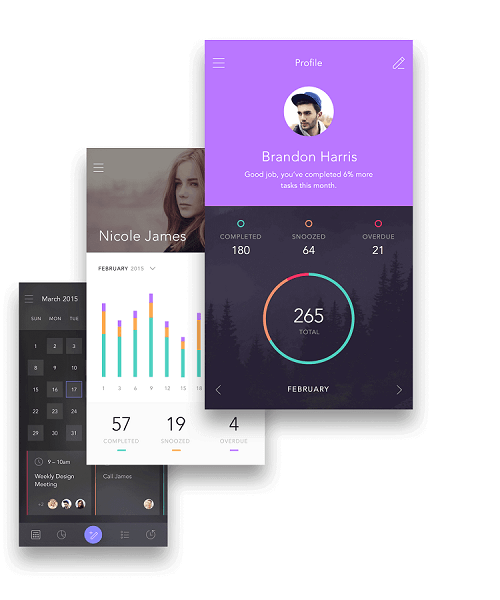 Profile
Brandon Harris
Good job, you've completed 6% more
tasks this month.
COMPLETED SNOOZED OVERDUE
180 64 21
265
TOTAL
FEBRUARY
Nicole James
FEBRUARY 2015
1 3 6 9 12 15 18
57 19 4
COMPLETED SNOOZED OVERDUE
March 2015
SUN MON TUE
1 2 3
8 9 10
15 16 17
22 23 24
29 30 31
9 – 10am
Weekly Design
Meeting
Call James
+2